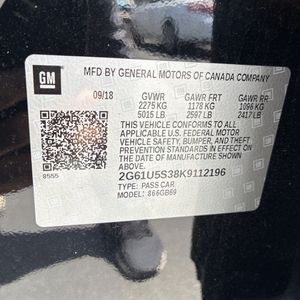 GM
MFD BY GENERAL MOTORS OF CANADA COMPANY
09/18 GVWR GAWR FRT GAWR RR
2275 KG 1178 KG 1096 KG
5015 LB 2597 LB 2417 LB
THIS VEHICLE CONFORMS TO ALL
APPLICABLE U.S. FEDERAL MOTOR
VEHICLE SAFETY, BUMPER, AND THEFT
PREVENTION STANDARDS IN EFFECT ON
THE DATE OF MANUFACTURE SHOWN
ABOVE.
8555
2G61U5S38K9112196
TYPE: PASS CAR
MODEL: 6GB69